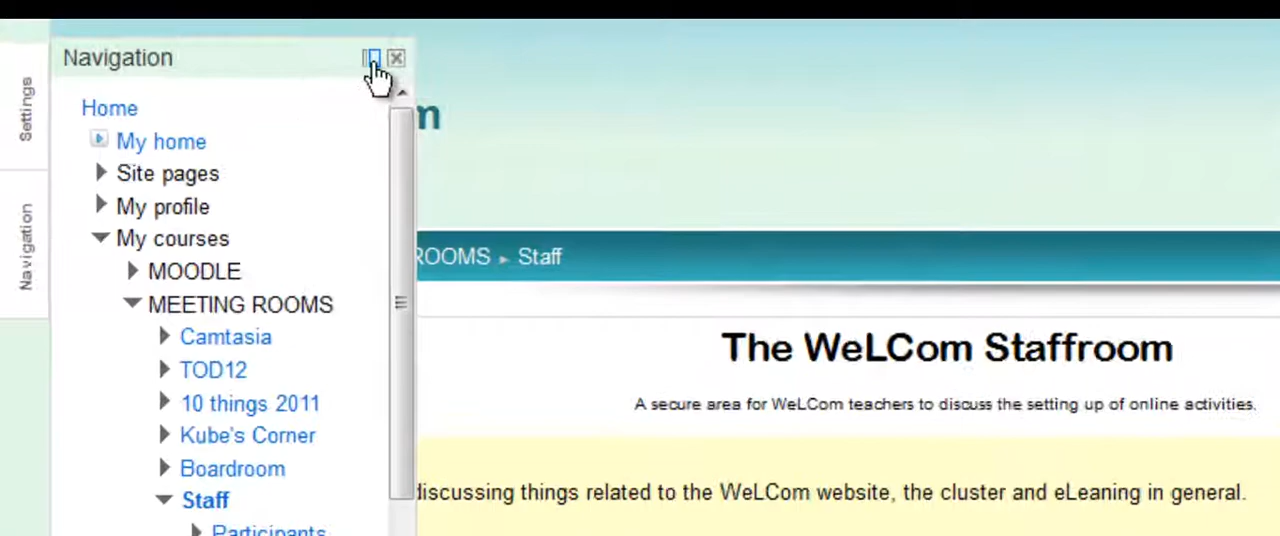 Settings
Navigation
Navigation
Home
My home
Site pages
My profile
My courses
MOODLE
MEETING ROOMS
Camtasia
TOD12
10 things 2011
Kube's Corner
Boardroom
Staff
Participants
m
ROOMS ▸ Staff
The WeLCom Staffroom
A secure area for WeLCom teachers to discuss the setting up of online activities.
discussing things related to the WeLCom website, the cluster and eLeaning in general.